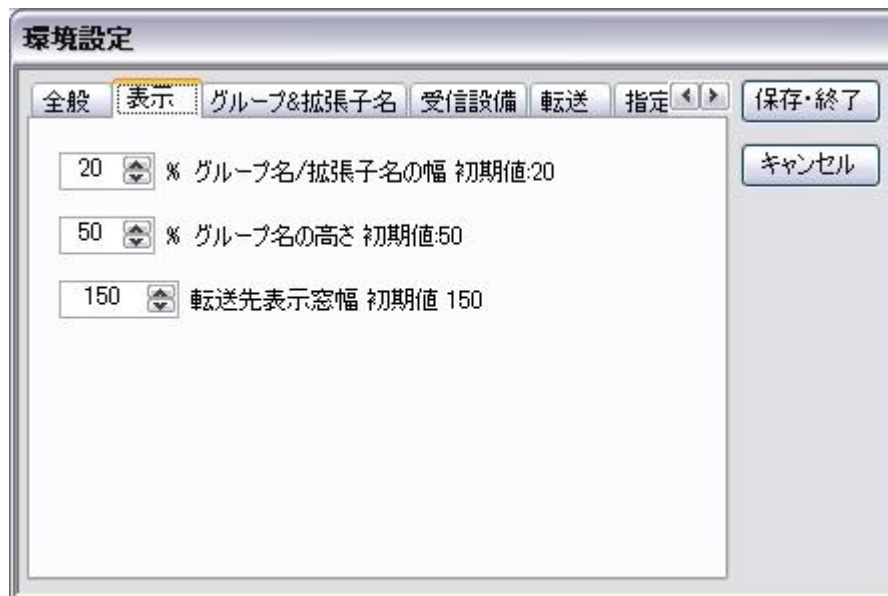 環境設定
全般 表示 グループ&拡張子名 受信設備 転送 指定
保存・終了
キャンセル
20 % グループ名/拡張子名の幅 初期値:20
50 % グループ名の高さ 初期値:50
150 転送先表示窓幅 初期値 150